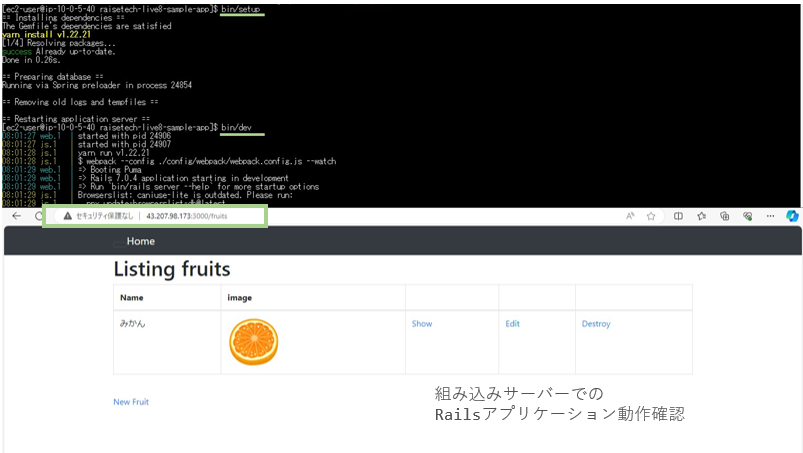 [ec2-user@ip-10-0-5-40 raisetech-live8-sample-app]$ bin/setup
== Installing dependencies ==
The Gemfile's dependencies are satisfied
yarn install v1.22.21
[1/4] Resolving packages...
success Already up-to-date.
Done in 0.26s.
== Preparing database ==
Running via Spring preloader in process 24854
== Removing old logs and tempfiles ==
== Restarting application server ==
[ec2-user@ip-10-0-5-40 raisetech-live8-sample-app]$ bin/dev
08:01:27 web.1 | started with pid 24906
08:01:27 js.1 | started with pid 24907
08:01:28 js.1 | yarn run v1.22.21
08:01:28 js.1 | $ webpack --config ./config/webpack/webpack.config.js --watch
08:01:28 web.1 | => Booting Puma
08:01:29 web.1 | => Rails 7.0.4 application starting in development
08:01:29 web.1 | => Run `bin/rails server --help` for more startup options
08:01:29 js.1 | Browserslist: caniuse-lite is outdated. Please run:
08:01:29 js.1 | npx update-browserslist-db@latest
セキュリティ保護なし | 43.207.98.173:3000/fruits
Home
Listing fruits
Name image
みかん Show Edit Destroy
New Fruit
組み込みサーバーでの
Railsアプリケーション動作確認